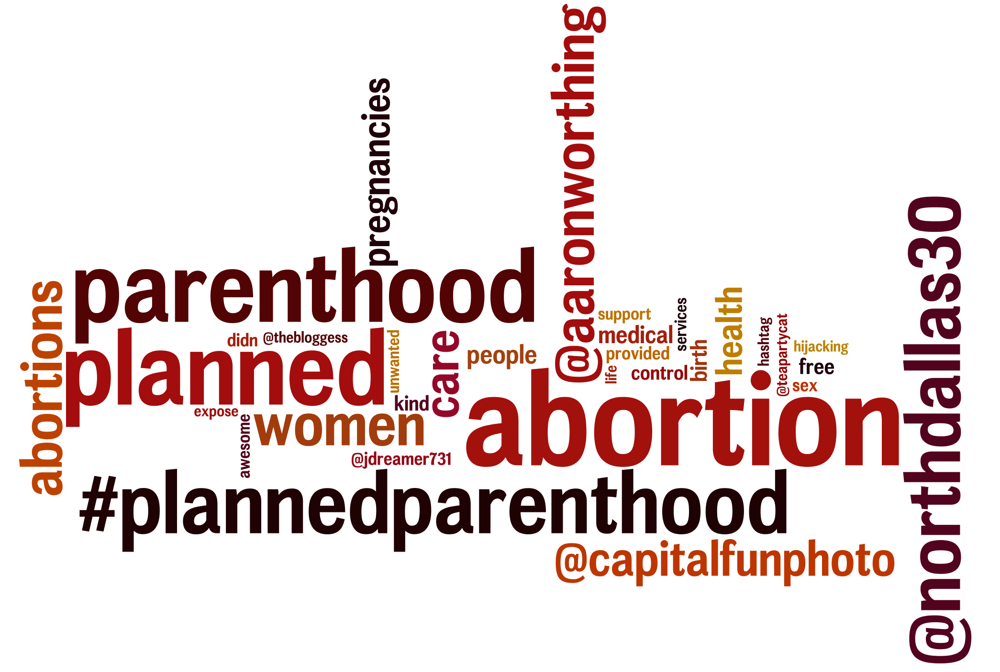 @aaronworthing
pregnancies
@northdallas30
parenthood
abortions
health
support
services
hashtag
@teapartycat
medical
planned
didn
@thebloggess
unwanted
care
people
provided
birth
hijacking
free
life
control
sex
abortion
kind
expose
awesome
women
@jdreamer731
#plannedparenthood
@capitalfunphoto